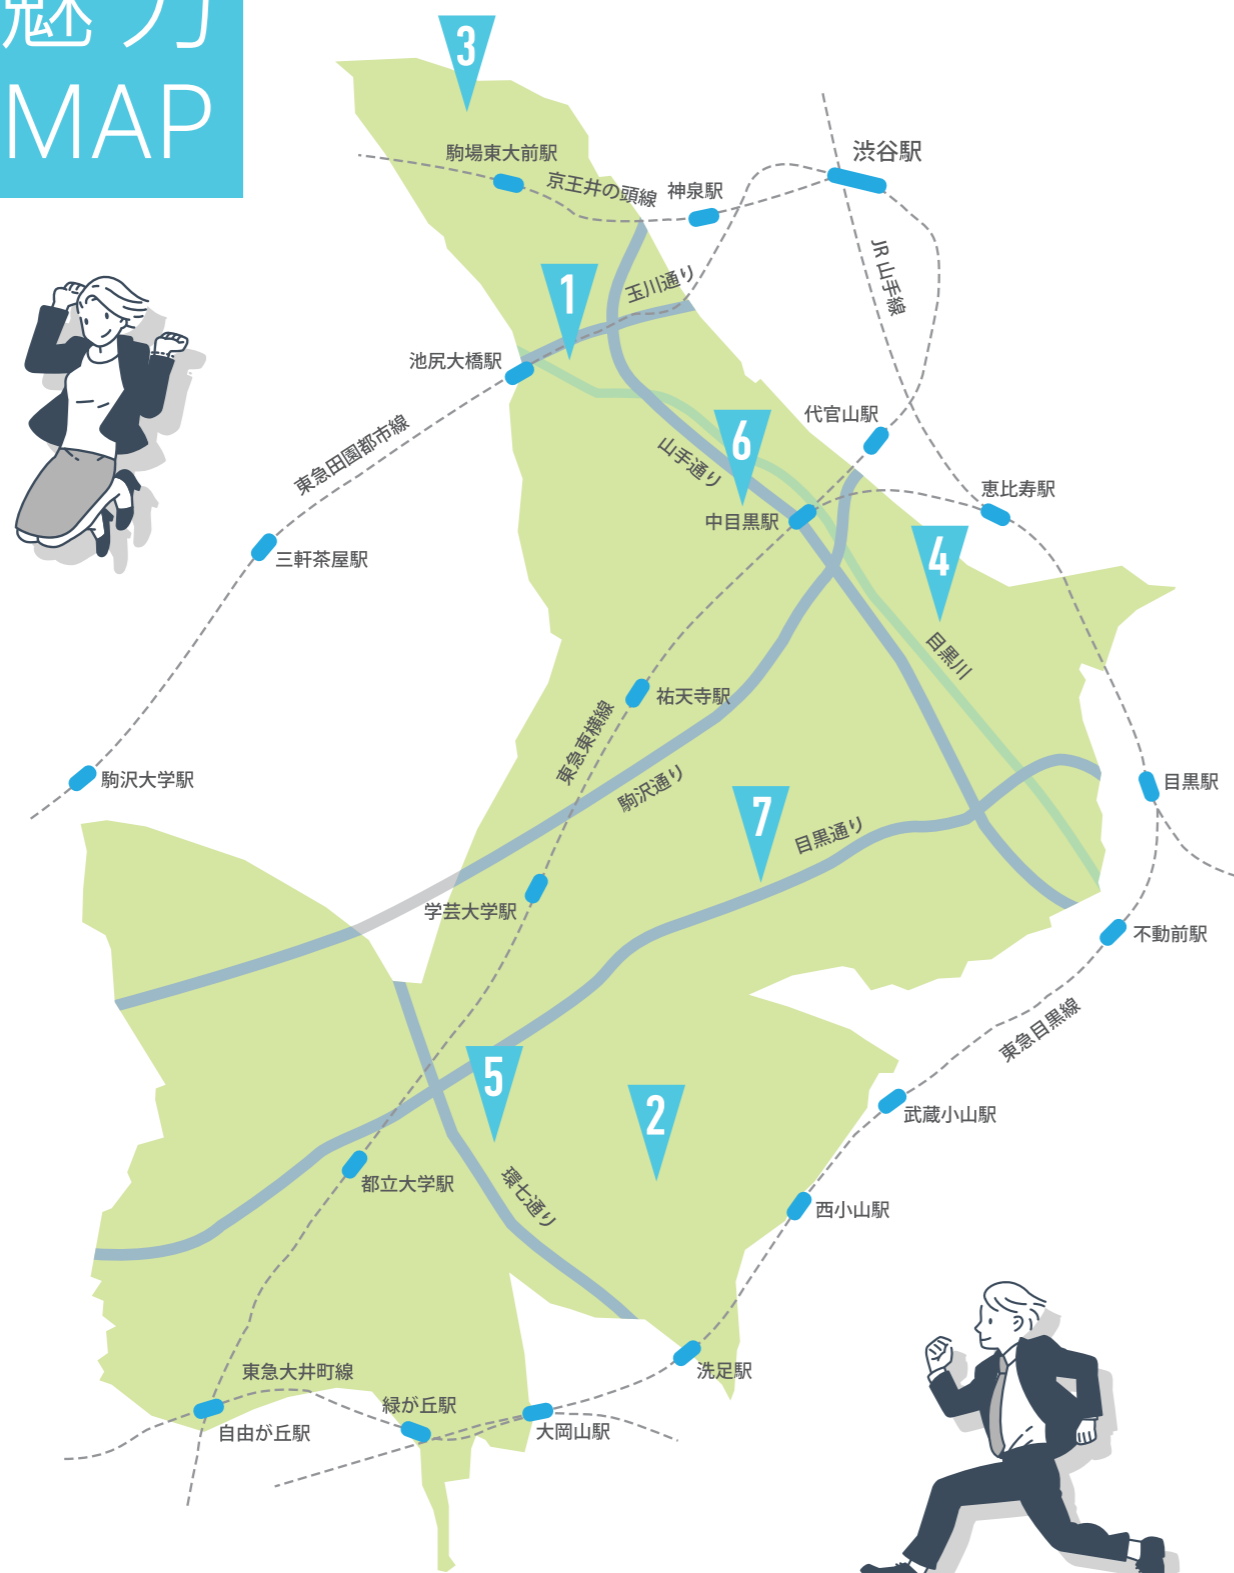 魅力
MAP
3
駒場東大前駅
京王井の頭線
神泉駅
渋谷駅
JR 山手線
1
玉川通り
池尻大橋駅
東急田園都市線
6
代官山駅
山手通り
中目黒駅
恵比寿駅
4
三軒茶屋駅
目黒川
祐天寺駅
東急東横線
駒沢通り
駒沢大学駅
目黒駅
7
目黒通り
学芸大学駅
不動前駅
東急目黒線
5
2
武蔵小山駅
都立大学駅
環七通り
西小山駅
東急大井町線
洗足駅
緑が丘駅
自由が丘駅
大岡山駅